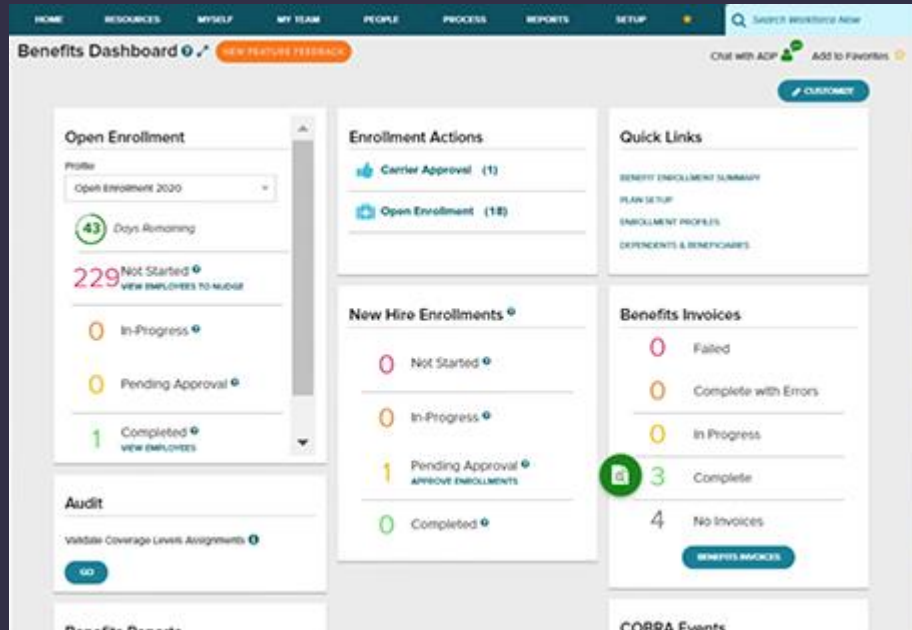 HOME RESOURCES MYSELF MY TEAM PEOPLE PROCESS REPORTS SETUP Search Workforce Now
Benefits Dashboard NEW FEATURE FEEDBACK
Chat with ADP Add to Favorites
CUSTOMIZE
Open Enrollment
Profile
Open Enrollment 2020
43 Days Remaining
229 Not Started
VIEW EMPLOYEES TO NUDGE
0 In-Progress
0 Pending Approval
1 Completed
VIEW EMPLOYEES
Audit
Validate Coverage Levels Assignments
GO
Benefits Reports
Enrollment Actions
Carrier Approval (1)
Open Enrollment (18)
New Hire Enrollments
0 Not Started
0 In-Progress
1 Pending Approval
APPROVE ENROLLMENTS
0 Completed
Quick Links
BENEFIT ENROLLMENT SUMMARY
PLAN SETUP
ENROLLMENT PROFILES
DEPENDENTS & BENEFICIARIES
Benefits Invoices
0 Failed
0 Complete with Errors
0 In Progress
3 Complete
4 No Invoices
BENEFITS INVOICES
COBRA Events